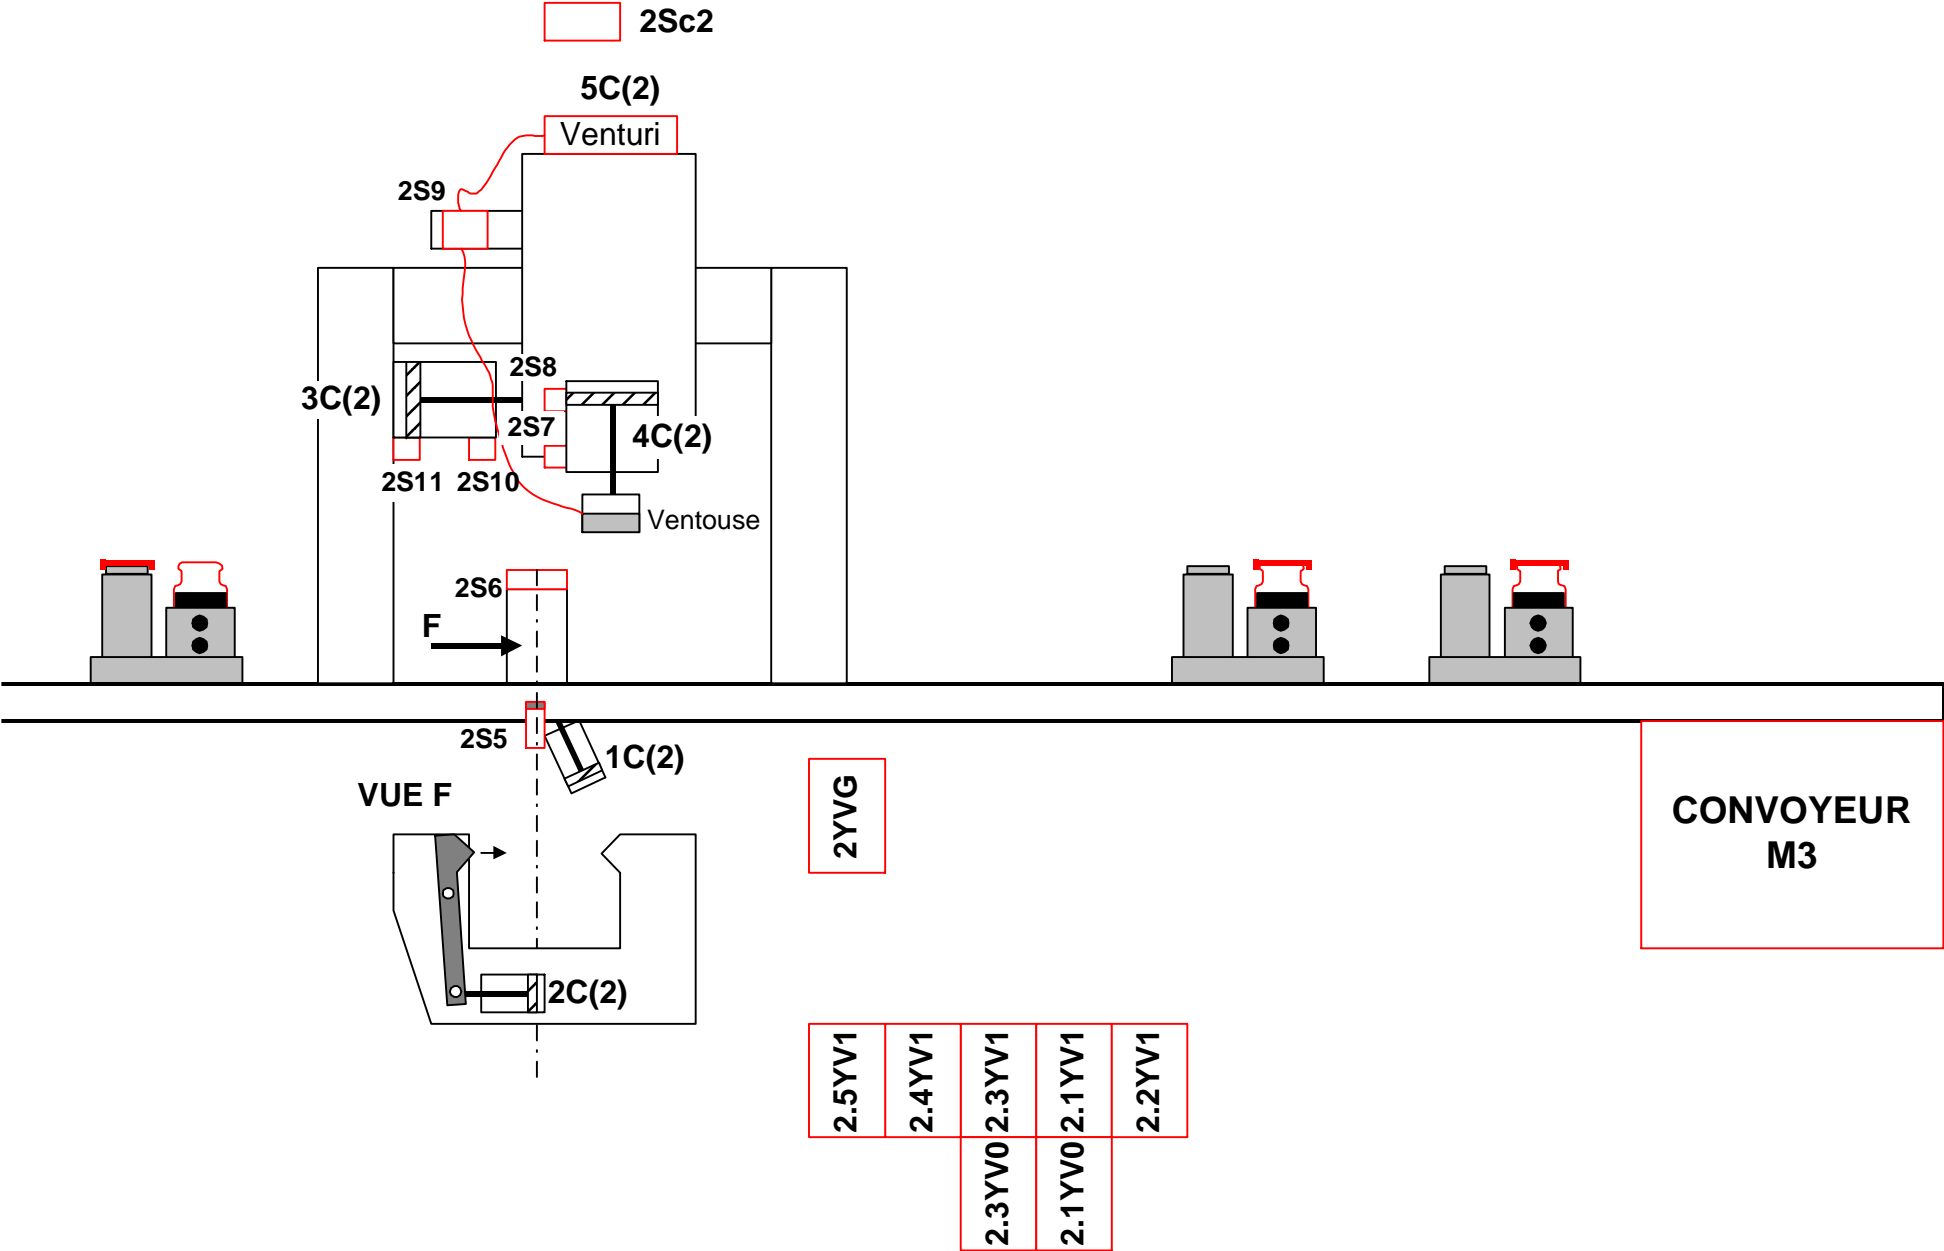 2Sc2
5C(2)
Venturi
2S9
2S8
3C(2)
2S7
4C(2)
2S11
2S10
Ventouse
2S6
F
2S5
1C(2)
VUE F
2YVG
CONVOYEUR
M3
2C(2)
2.5YV1
2.4YV1
2.3YV1
2.1YV1
2.2YV1
2.3YV0
2.1YV0